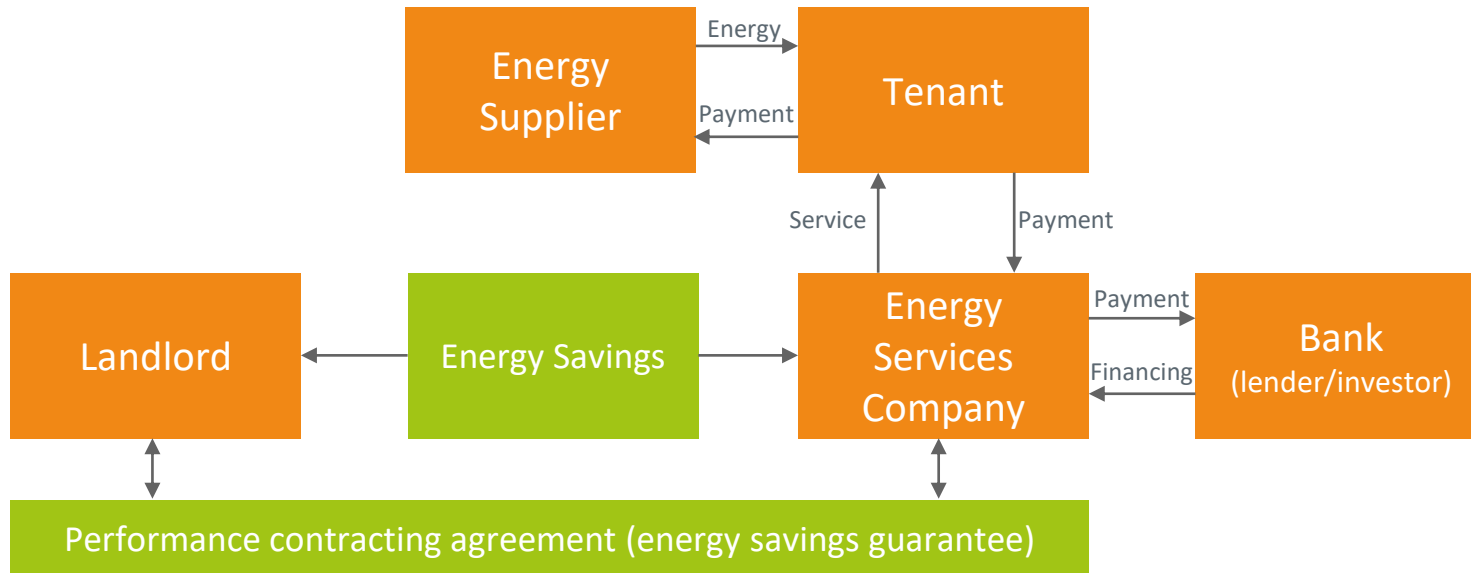 Energy
Supplier
Energy
Payment
Tenant
Service
Payment
Landlord
Energy Savings
Energy
Services
Company
Payment
Financing
Bank
(lender/investor)
Performance contracting agreement (energy savings guarantee)